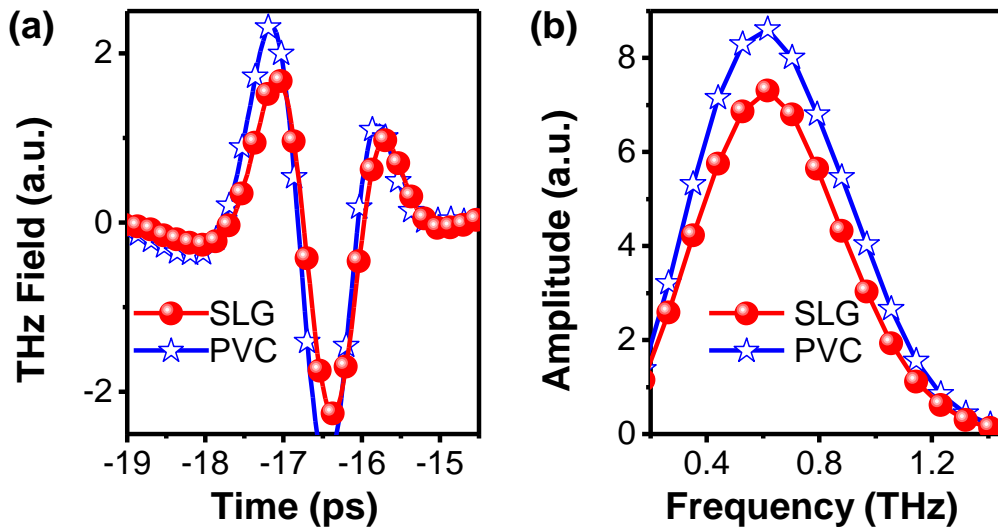 (a)
THz Field (a.u.)
2
0
-2
SLG
PVC
-19 -18 -17 -16 -15
Time (ps)
(b)
Amplitude (a.u.)
8
6
4
2
0
SLG
PVC
0.4 0.8 1.2
Frequency (THz)